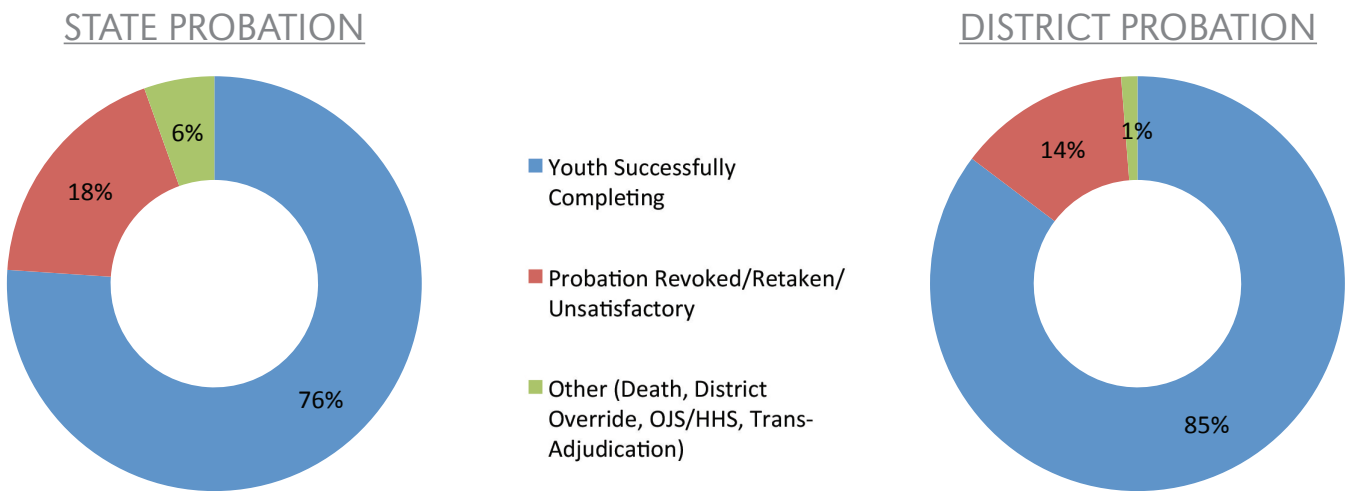 STATE PROBATION
6%
18%
76%
Youth Successfully
Completing
Probation Revoked/Retaken/
Unsatisfactory
Other (Death, District
Override, OJS/HHS, Trans-
Adjudication)
DISTRICT PROBATION
1%
14%
85%